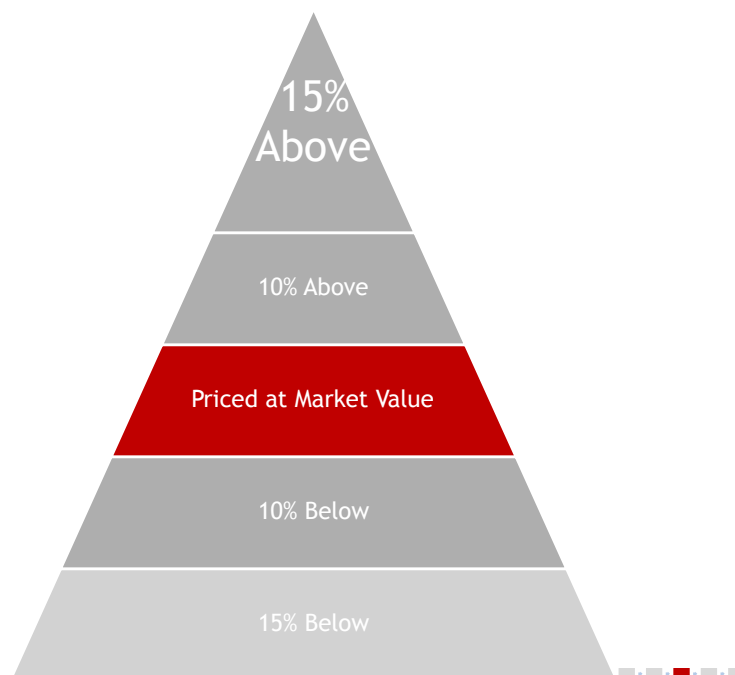 15%
Above
10% Above
Priced at Market Value
10% Below
15% Below